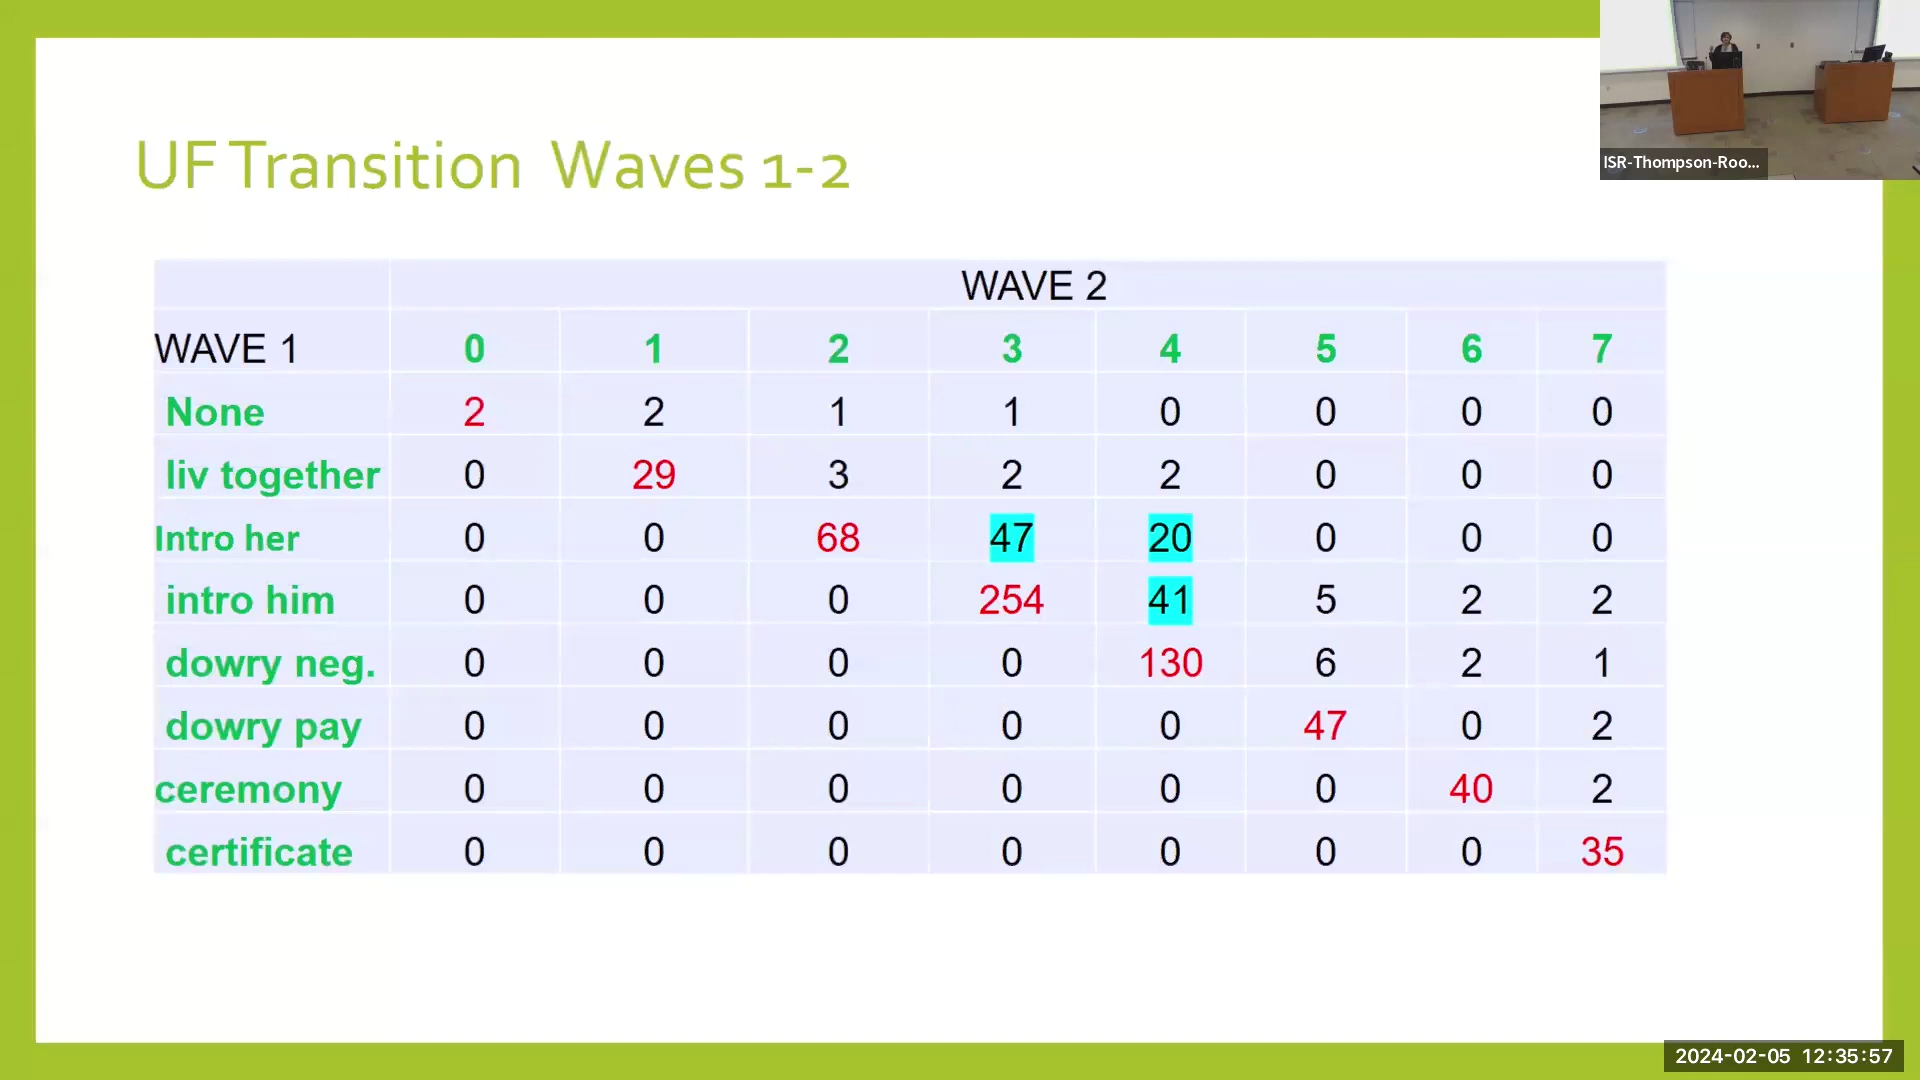 ISR-Thompson-Roo...
UF Transition Waves 1-2
WAVE 2
WAVE 1 0 1 2 3 4 5 6 7
None 2 2 1 1 0 0 0 0
liv together 0 29 3 2 2 0 0 0
Intro her 0 0 68 47 20 0 0 0
intro him 0 0 0 254 41 5 2 2
dowry neg. 0 0 0 0 130 6 2 1
dowry pay 0 0 0 0 0 47 0 2
ceremony 0 0 0 0 0 0 40 2
certificate 0 0 0 0 0 0 0 35
2024-02-05 12:35:57